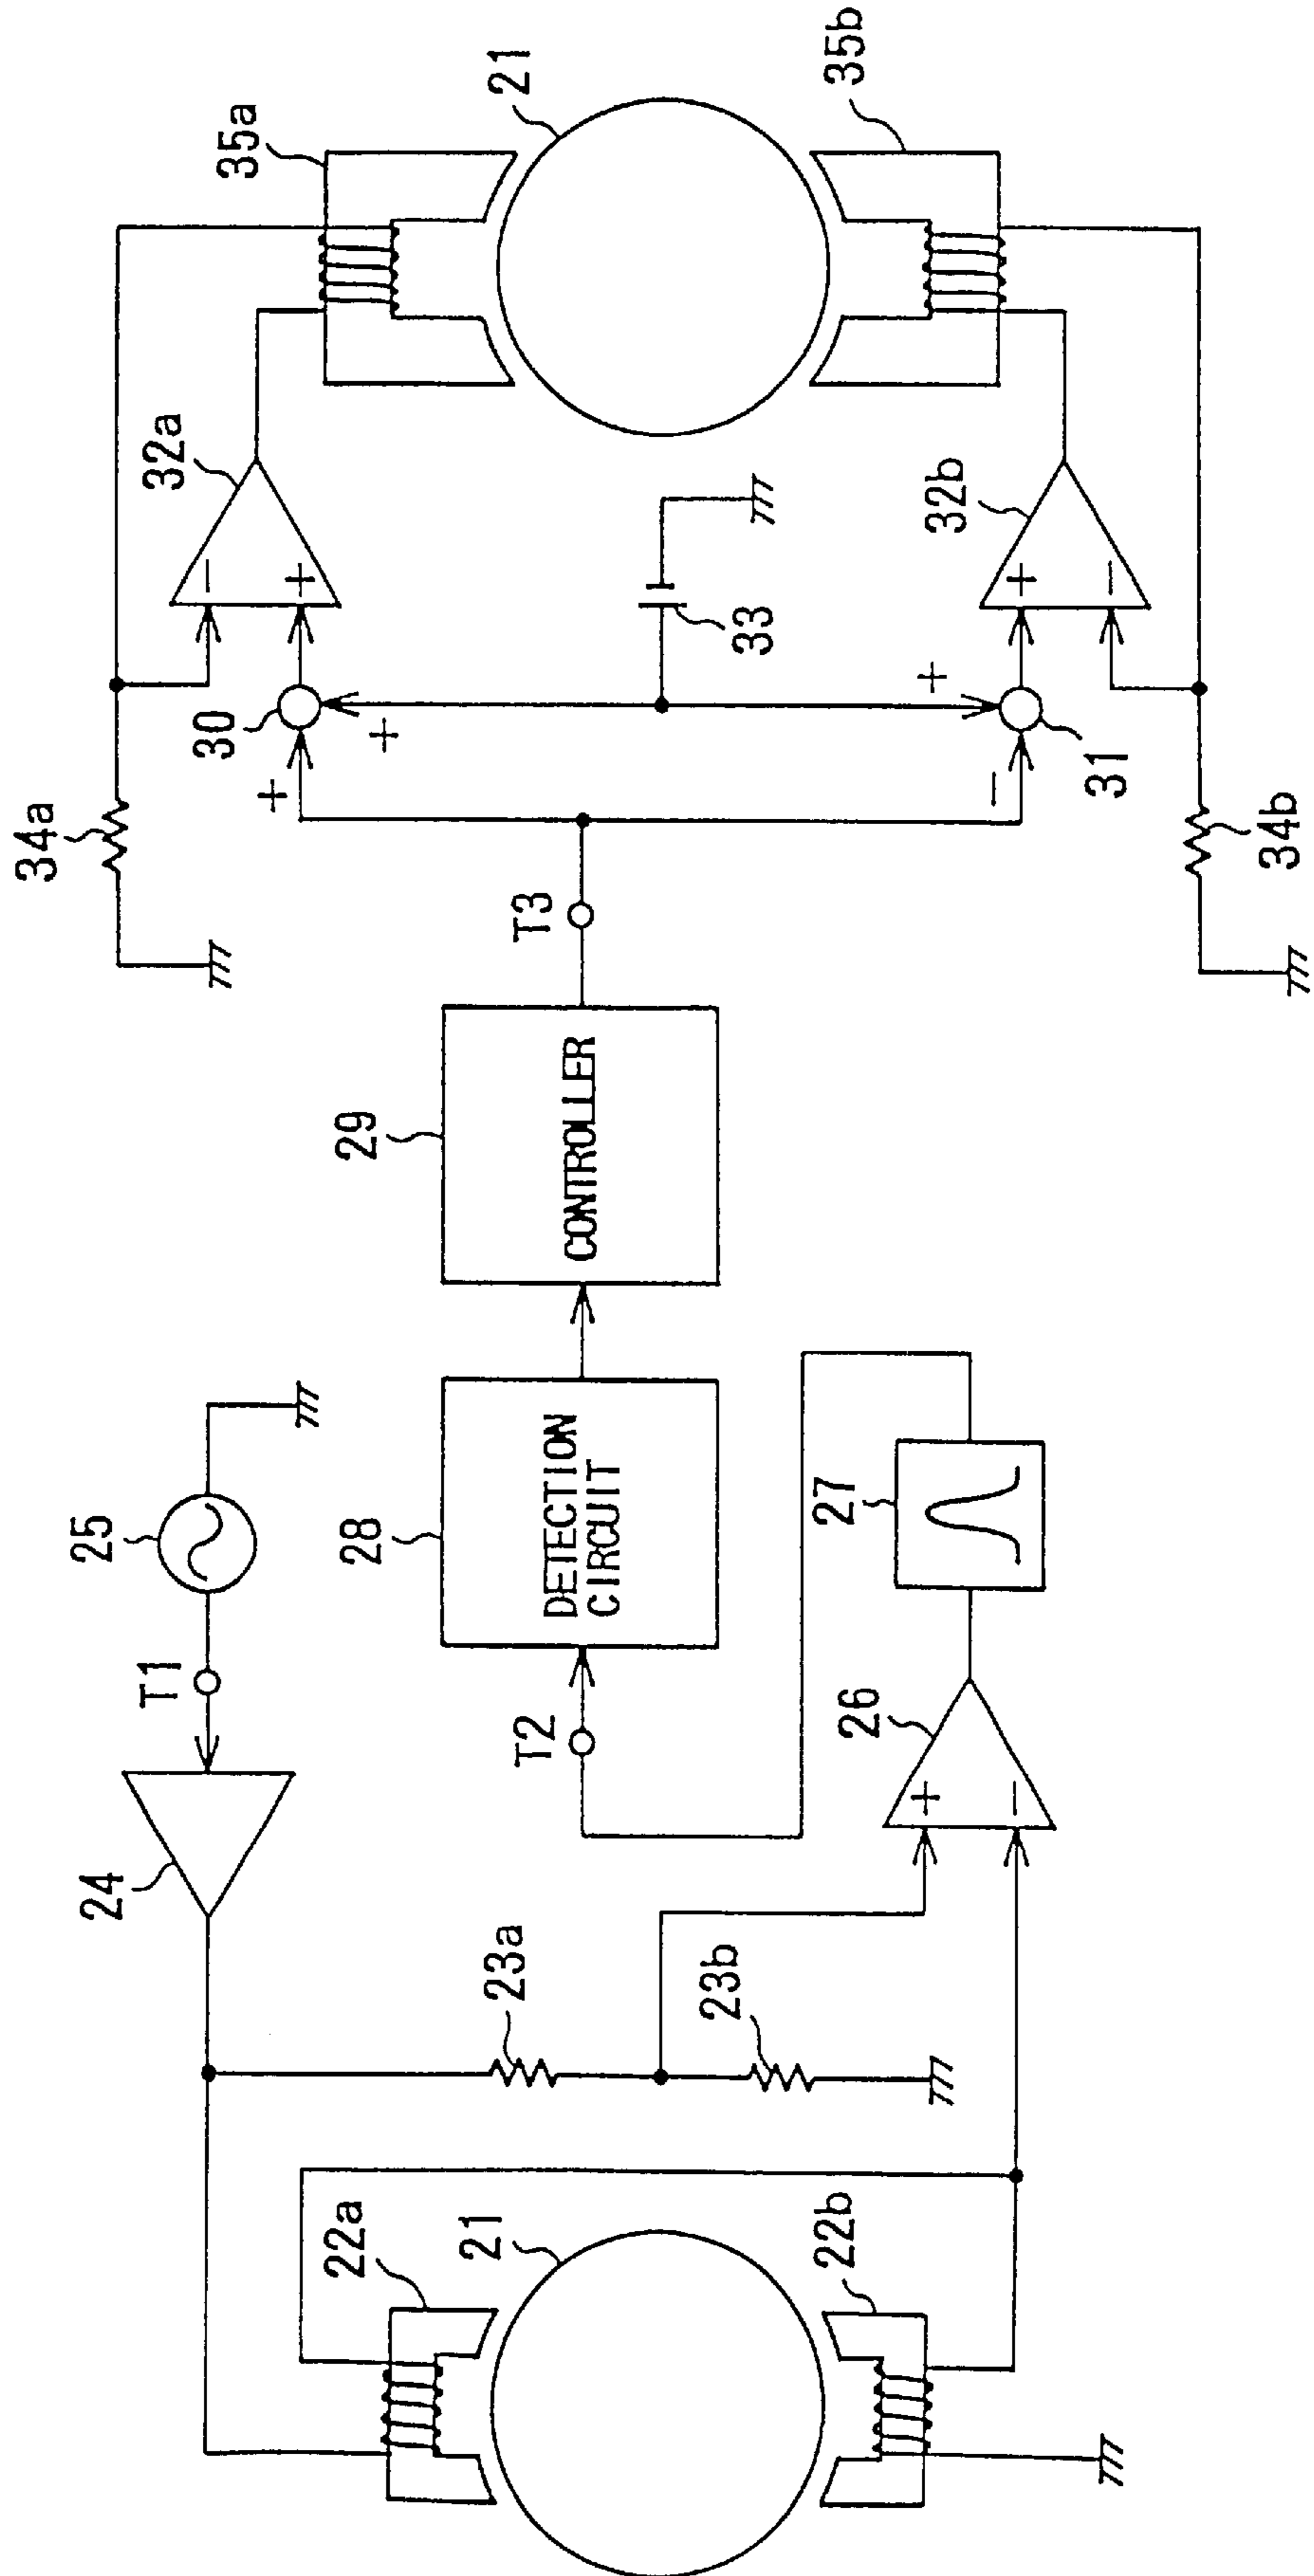 34a
32a
35a
21
30
+
+
−
+
T3
33
29
CONTROLLER
−
+
31
+
−
32b
34b
35b
25
T1
24
28
DETECTION
CIRCUIT
T2
27
26
+
−
23a
23b
22a
21
22b